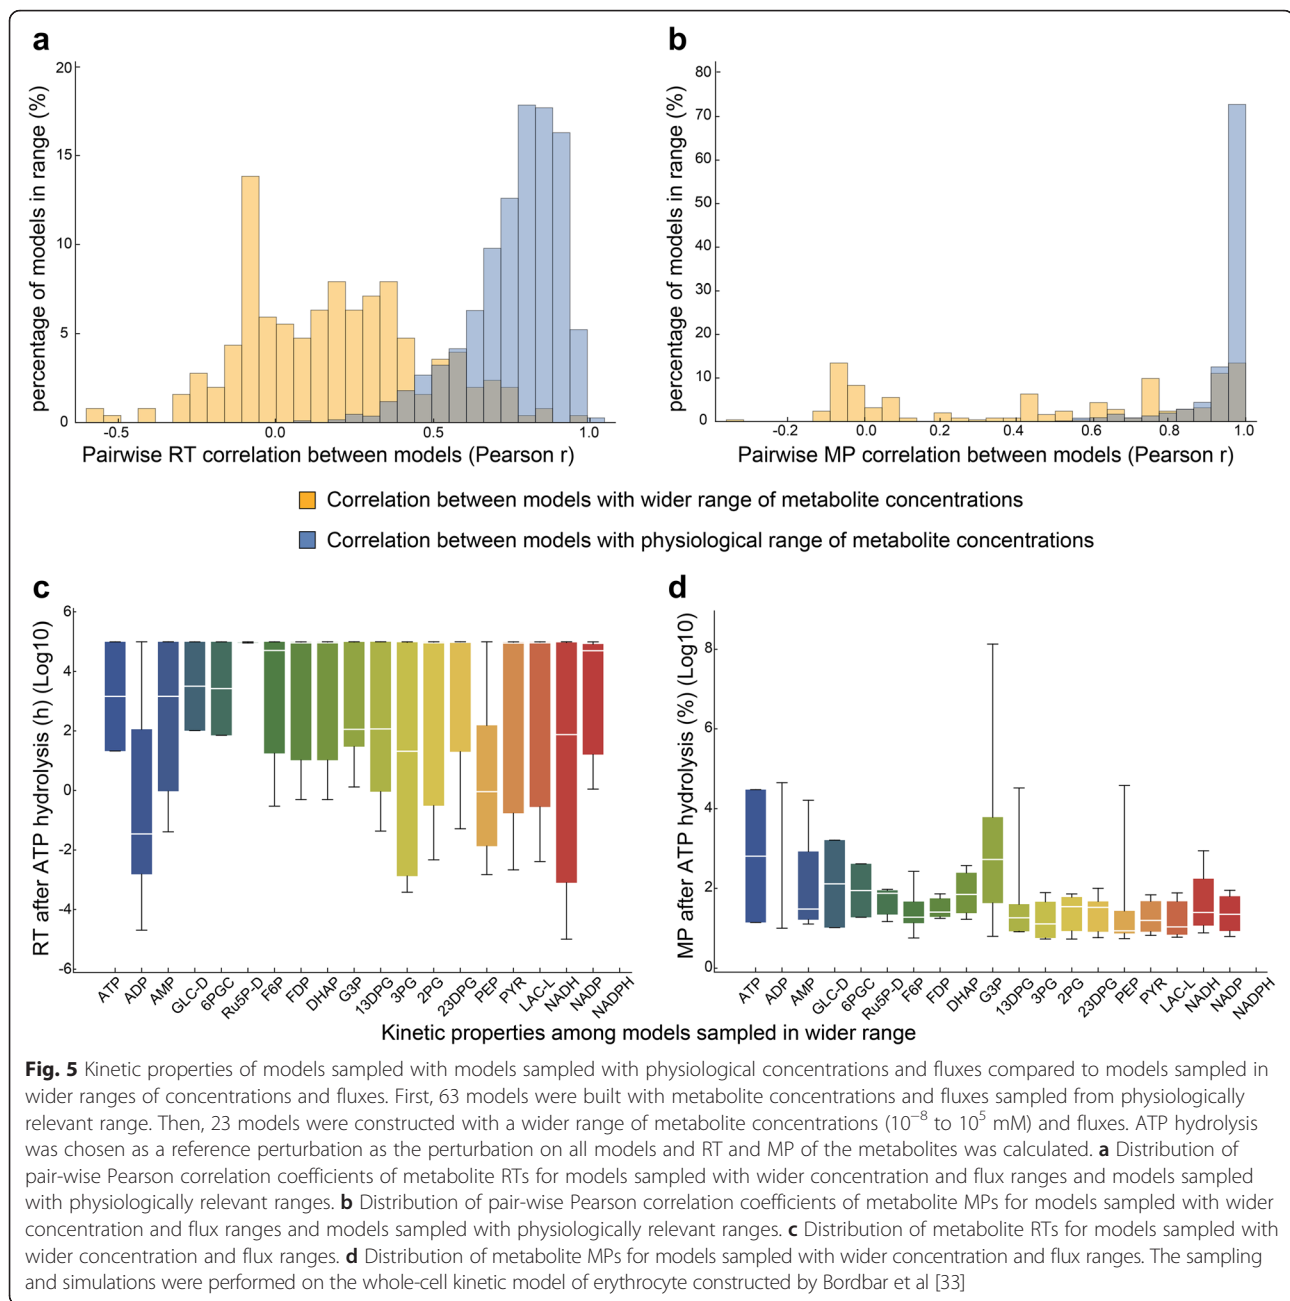 a
b
20
15
10
5
0
percentage of models in range (%)
-0.5
0.0
0.5
1.0
Pairwise RT correlation between models (Pearson r)
80
70
60
50
40
30
20
10
0
percentage of models in range (%)
-0.2
0.0
0.2
0.4
0.6
0.8
1.0
Pairwise MP correlation between models (Pearson r)
Correlation between models with wider range of metabolite concentrations
Correlation between models with physiological range of metabolite concentrations
c
d
6
4
2
0
-2
-4
-6
RT after ATP hydrolysis (h) (Log10)
ATP
ADP
AMP
GLC-D
6PGC
Ru5P-D
F6P
FDP
DHAP
G3P
13DPG
3PG
2PG
23DPG
PEP
PYR
LAC-L
NADH
NADP
NADPH
8
6
4
2
0
MP after ATP hydrolysis (%) (Log10)
ATP
ADP
AMP
GLC-D
6PGC
Ru5P-D
F6P
FDP
DHAP
G3P
13DPG
3PG
2PG
23DPG
PEP
PYR
LAC-L
NADH
NADP
NADPH
Kinetic properties among models sampled in wider range
Fig. 5 Kinetic properties of models sampled with models sampled with physiological concentrations and fluxes compared to models sampled in
wider ranges of concentrations and fluxes. First, 63 models were built with metabolite concentrations and fluxes sampled from physiologically
relevant range. Then, 23 models were constructed with a wider range of metabolite concentrations (10⁻⁸ to 10⁵ mM) and fluxes. ATP hydrolysis
was chosen as a reference perturbation as the perturbation on all models and RT and MP of the metabolites was calculated. a Distribution of
pair-wise Pearson correlation coefficients of metabolite RTs for models sampled with wider concentration and flux ranges and models sampled
with physiologically relevant ranges. b Distribution of pair-wise Pearson correlation coefficients of metabolite MPs for models sampled with wider
concentration and flux ranges and models sampled with physiologically relevant ranges. c Distribution of metabolite RTs for models sampled with
wider concentration and flux ranges. d Distribution of metabolite MPs for models sampled with wider concentration and flux ranges. The sampling
and simulations were performed on the whole-cell kinetic model of erythrocyte constructed by Bordbar et al [33]